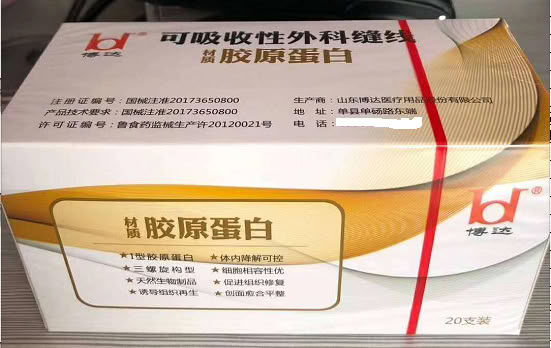 博达®
可吸收性外科缝线
材质 胶原蛋白
注册证编号:国械注准20173650800
产品技术要求:国械注准20173650800
许可证编号:鲁食药监械生产许20120021号
生产商:山东博达医疗用品股份有限公司
地址:单县单砀路东端
电话:
材质 胶原蛋白
★1型胶原蛋白 ★体内降解可控
★三螺旋构型 ★细胞相容性优
★天然生物制品 ★促进组织修复
★诱导组织再生 ★创面愈合平整
博达®
20支装